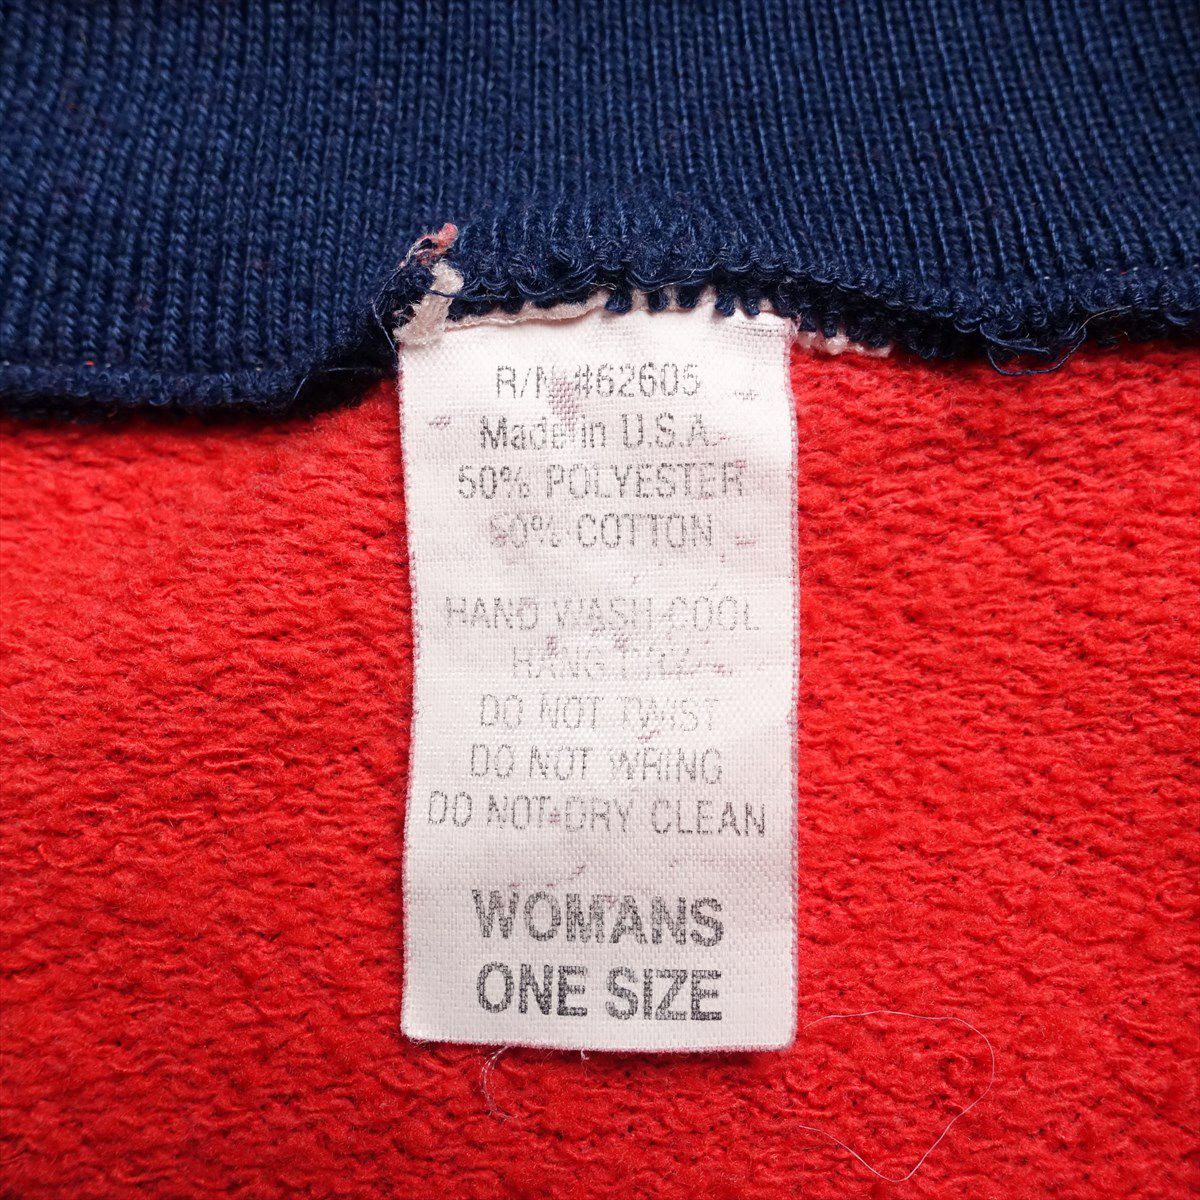 R/N #62605
Made in U.S.A.
50% POLYESTER
50% COTTON
HAND WASH COOL
HANG
DO NOT TWIST
DO NOT WRING
DO NOT DRY CLEAN
WOMANS
ONE SIZE